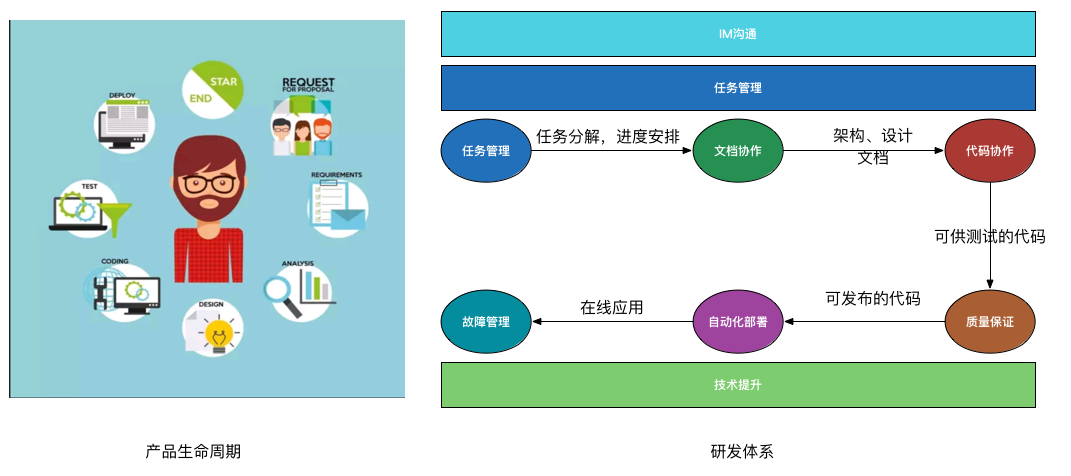 STAR
END
REQUEST
FOR PROPOSAL
REQUIREMENTS
ANALYSIS
DESIGN
CODING
TEST
DEPLOY
产品生命周期
IM沟通
任务管理
任务管理
任务分解，进度安排
文档协作
架构、设计
文档
代码协作
可供测试的代码
质量保证
可发布的代码
自动化部署
在线应用
故障管理
技术提升
研发体系